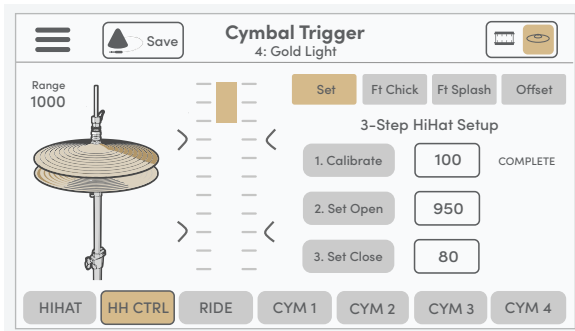 Save
Cymbal Trigger
4: Gold Light
Range
1000
Set
Ft Chick
Ft Splash
Offset
3-Step HiHat Setup
1. Calibrate
100
COMPLETE
2. Set Open
950
3. Set Close
80
HIHAT
HH CTRL
RIDE
CYM 1
CYM 2
CYM 3
CYM 4